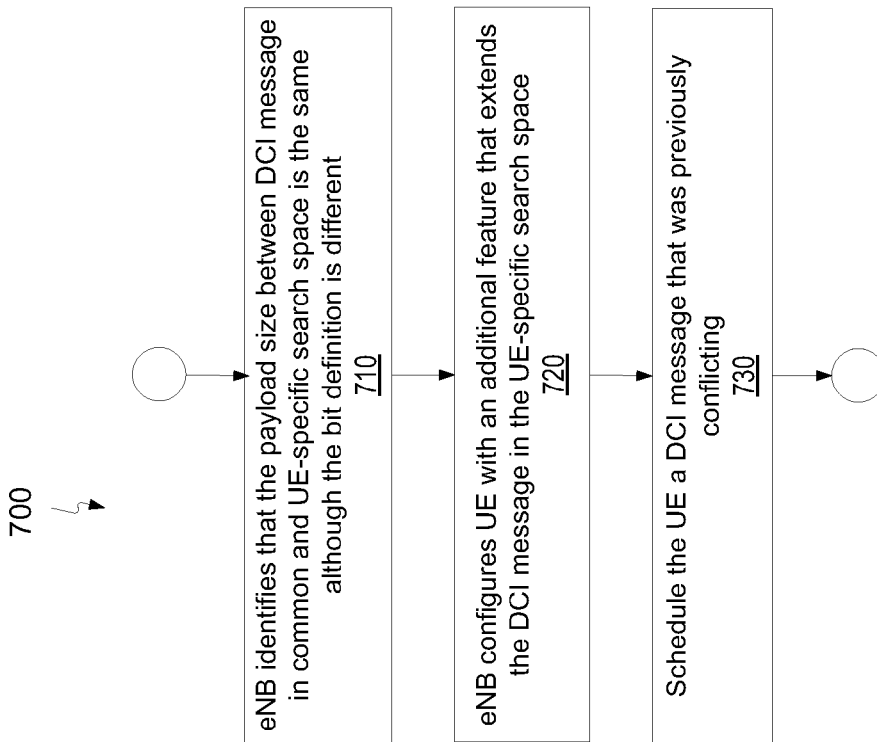 700
eNB identifies that the payload size between DCI message
in common and UE-specific search space is the same
although the bit definition is different
710
eNB configures UE with an additional feature that extends
the DCI message in the UE-specific search space
720
Schedule the UE a DCI message that was previously
conflicting
730